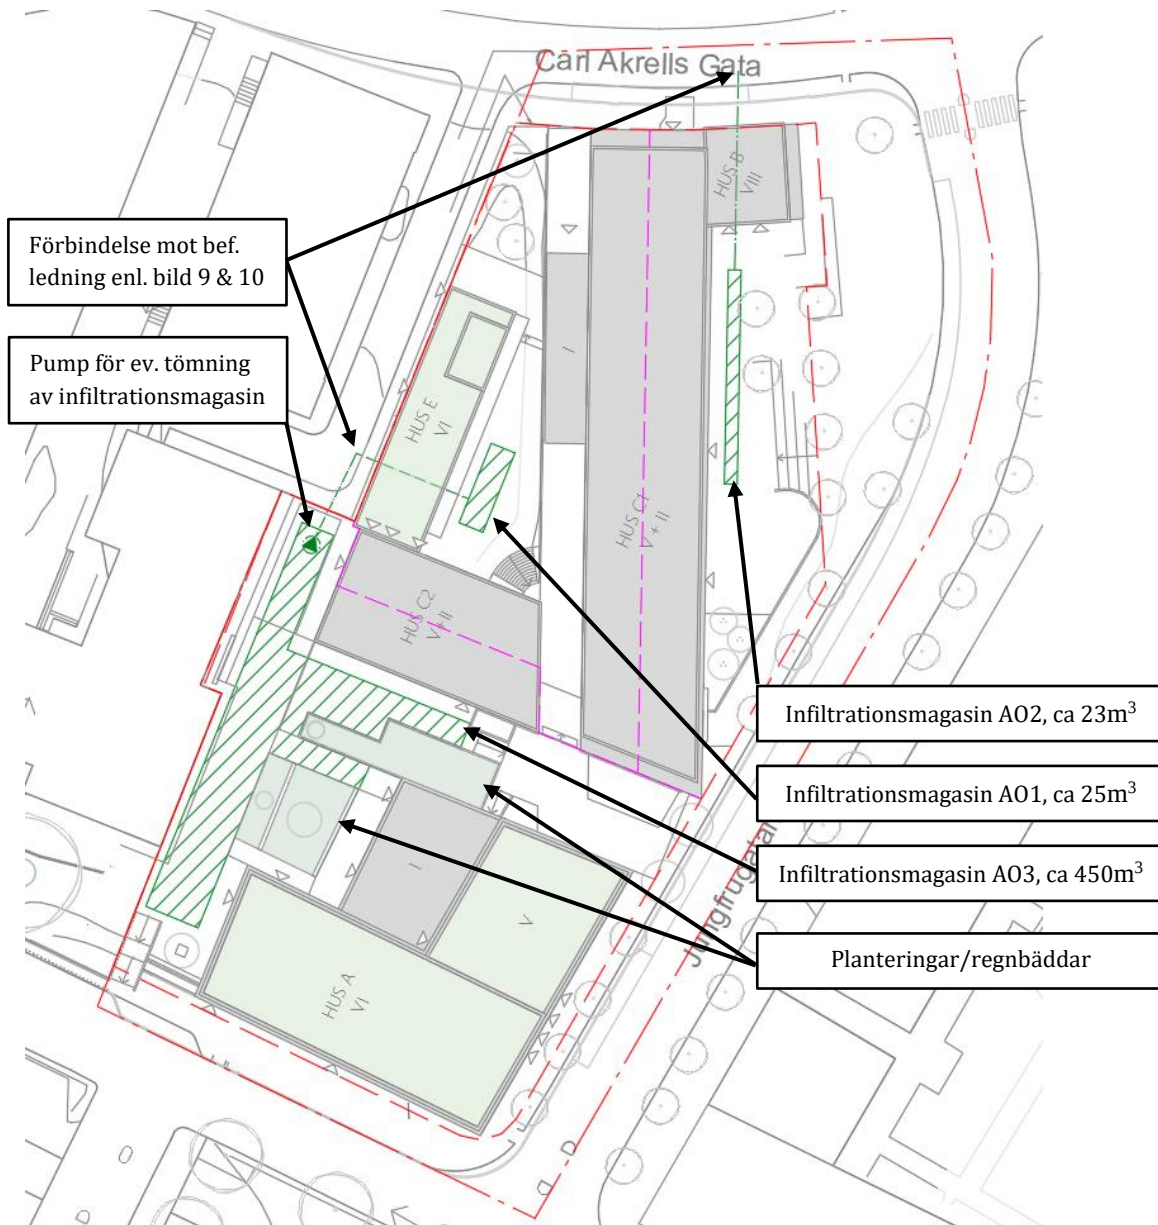 Carl Akrells Gata
HUS B
VIII
Förbindelse mot bef.
ledning enl. bild 9 & 10
Pump för ev. tömning
av infiltrationsmagasin
HUS E
VI
I
HUS C1
V + II
HUS C2
V+II
Infiltrationsmagasin AO2, ca 23m³
Infiltrationsmagasin AO1, ca 25m³
Infiltrationsmagasin AO3, ca 450m³
Planteringar/regnbäddar
I
V
HUS A
VI
Jungfrugatan